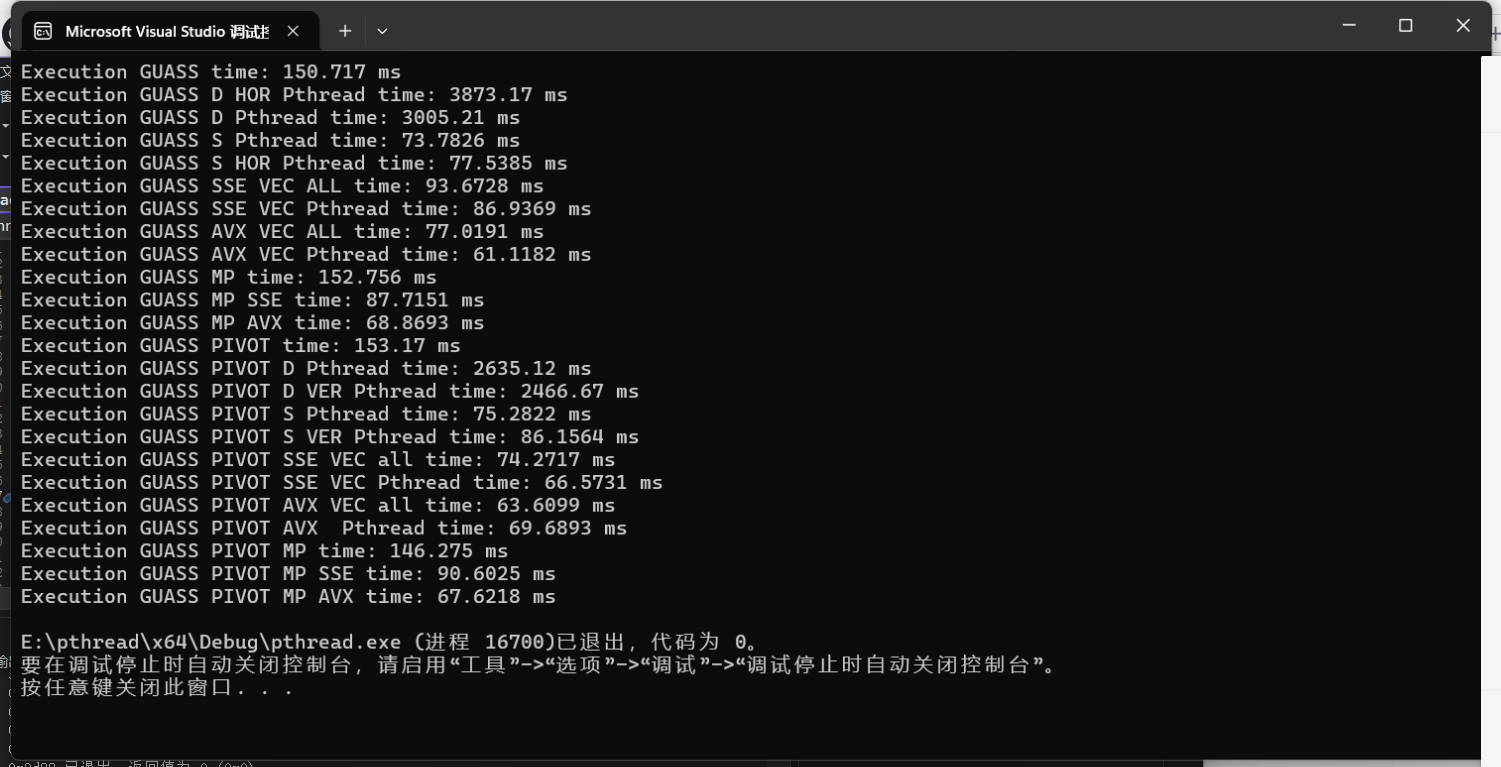 Microsoft Visual Studio 调试控
Execution GUASS time: 150.717 ms
Execution GUASS D HOR Pthread time: 3873.17 ms
Execution GUASS D Pthread time: 3005.21 ms
Execution GUASS S Pthread time: 73.7826 ms
Execution GUASS S HOR Pthread time: 77.5385 ms
Execution GUASS SSE VEC ALL time: 93.6728 ms
Execution GUASS SSE VEC Pthread time: 86.9369 ms
Execution GUASS AVX VEC ALL time: 77.0191 ms
Execution GUASS AVX VEC Pthread time: 61.1182 ms
Execution GUASS MP time: 152.756 ms
Execution GUASS MP SSE time: 87.7151 ms
Execution GUASS MP AVX time: 68.8693 ms
Execution GUASS PIVOT time: 153.17 ms
Execution GUASS PIVOT D Pthread time: 2635.12 ms
Execution GUASS PIVOT D VER Pthread time: 2466.67 ms
Execution GUASS PIVOT S Pthread time: 75.2822 ms
Execution GUASS PIVOT S VER Pthread time: 86.1564 ms
Execution GUASS PIVOT SSE VEC all time: 74.2717 ms
Execution GUASS PIVOT SSE VEC Pthread time: 66.5731 ms
Execution GUASS PIVOT AVX VEC all time: 63.6099 ms
Execution GUASS PIVOT AVX  Pthread time: 69.6893 ms
Execution GUASS PIVOT MP time: 146.275 ms
Execution GUASS PIVOT MP SSE time: 90.6025 ms
Execution GUASS PIVOT MP AVX time: 67.6218 ms
E:\pthread\x64\Debug\pthread.exe (进程 16700)已退出，代码为 0。
要在调试停止时自动关闭控制台，请启用“工具”->“选项”->“调试”->“调试停止时自动关闭控制台”。
按任意键关闭此窗口. . .